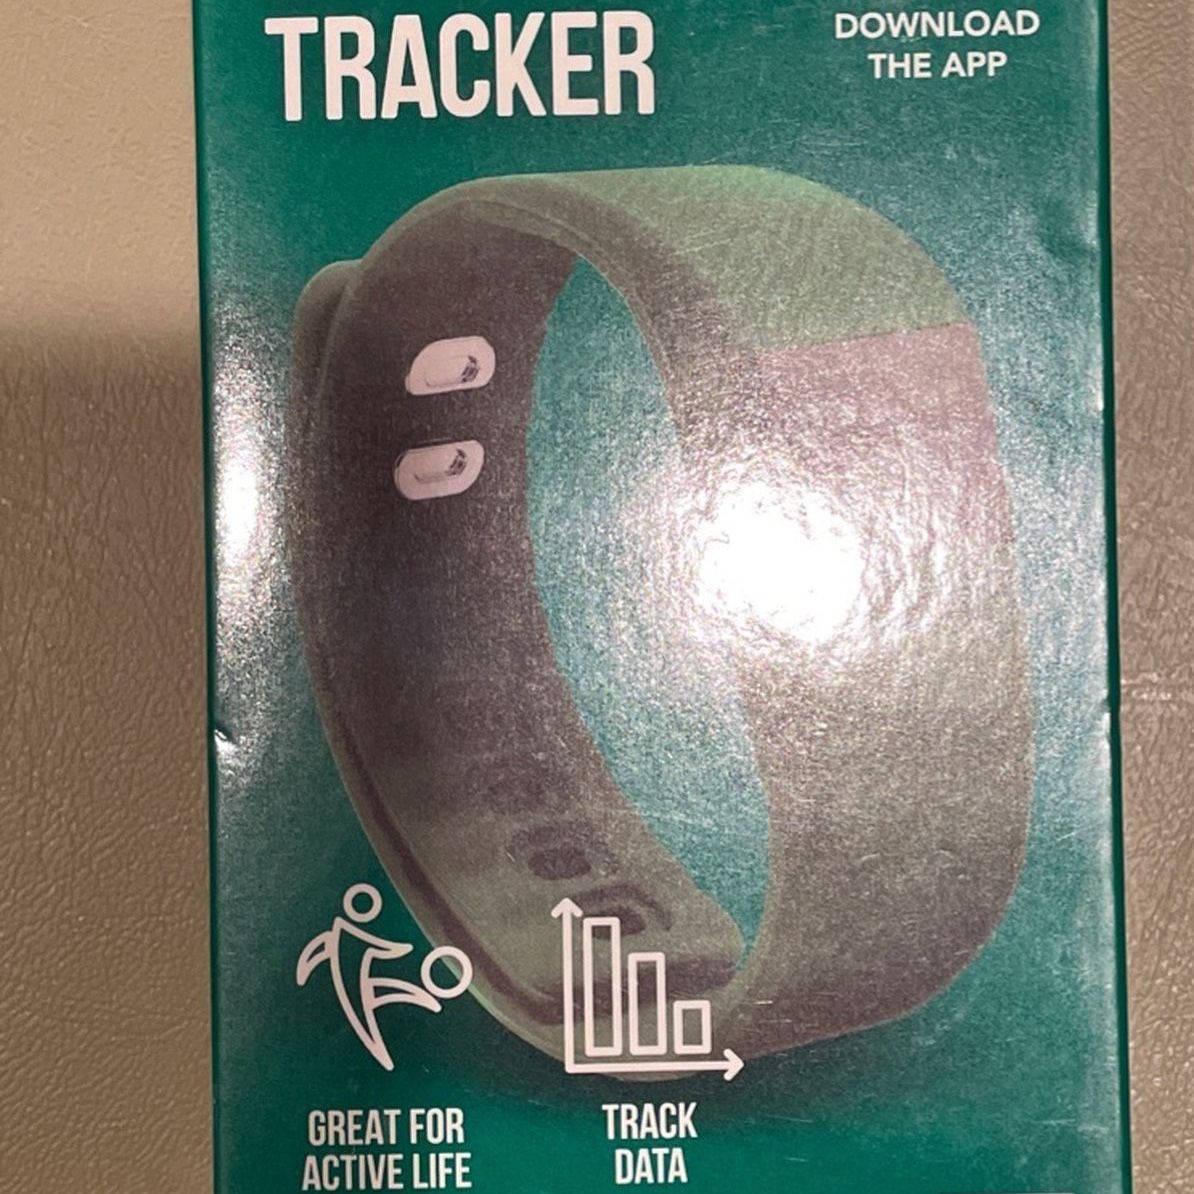 TRACKER
DOWNLOAD
THE APP
GREAT FOR
ACTIVE LIFE
TRACK
DATA